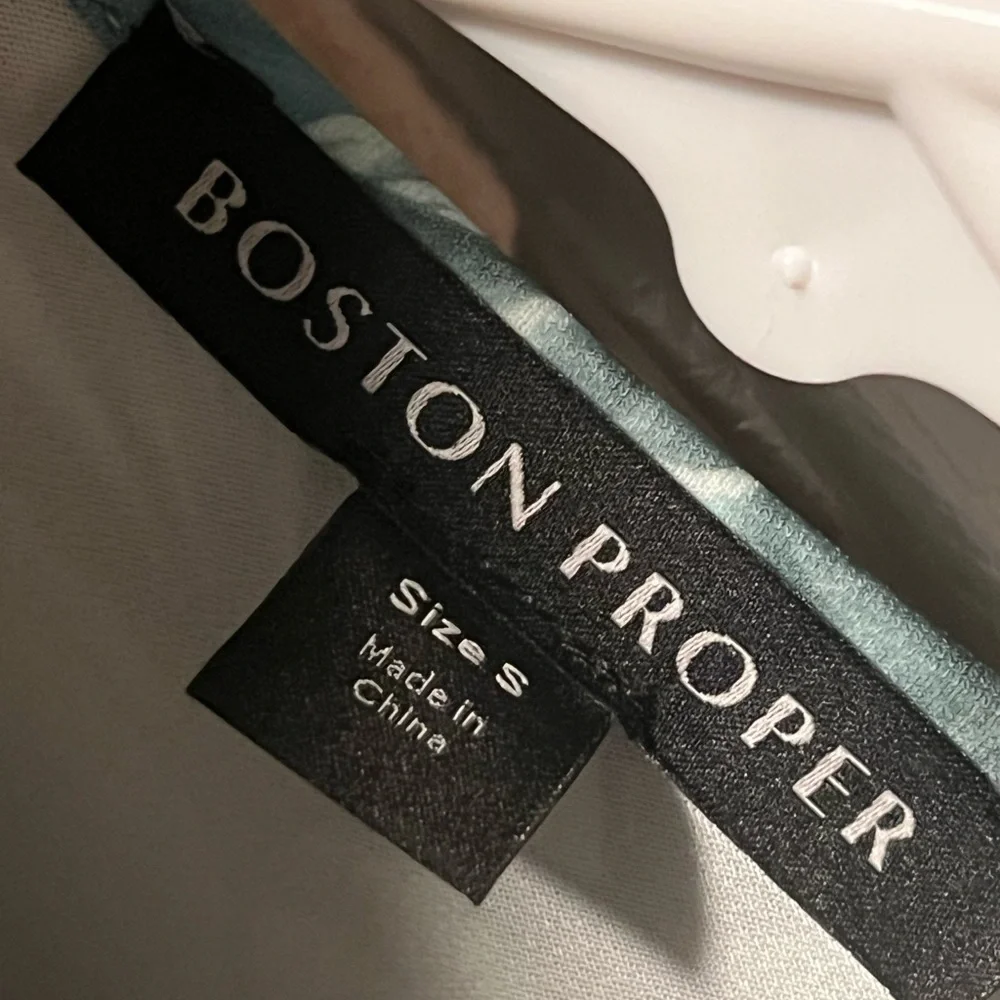 BOSTON PROPER
Size S
Made in
China